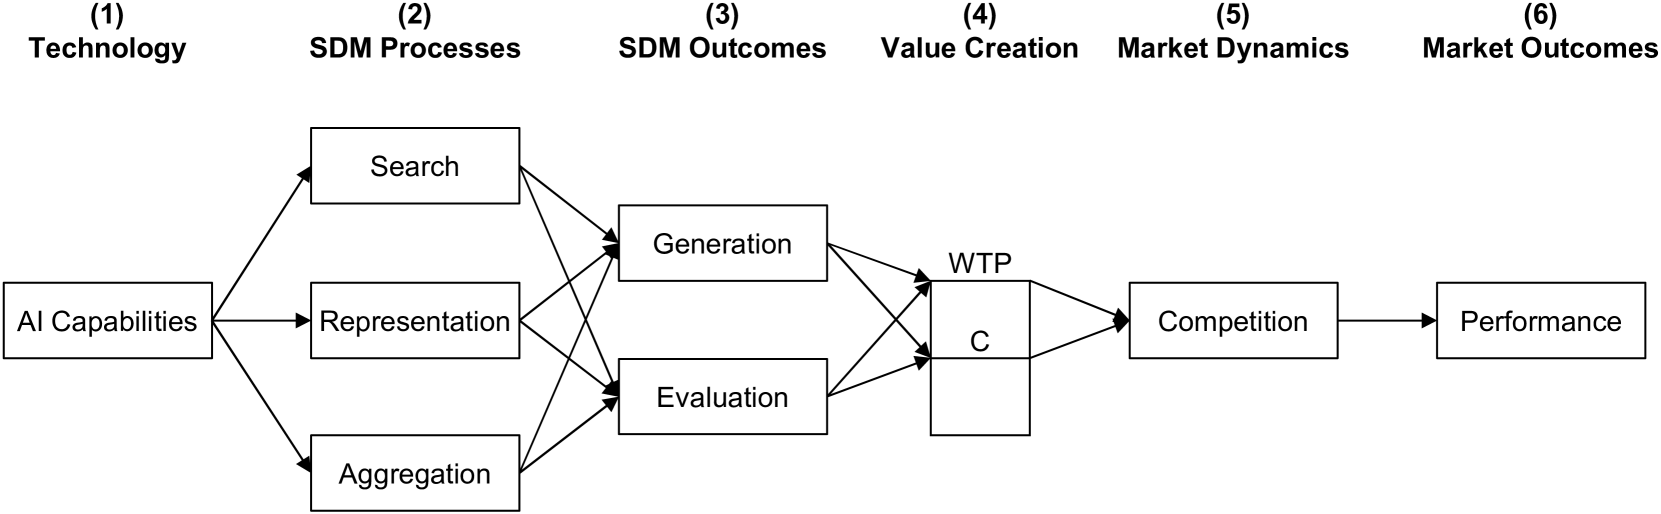 (1)
Technology
(2)
SDM Processes
(3)
SDM Outcomes
(4)
Value Creation
(5)
Market Dynamics
(6)
Market Outcomes
AI Capabilities
Search
Representation
Aggregation
Generation
Evaluation
WTP
C
Competition
Performance